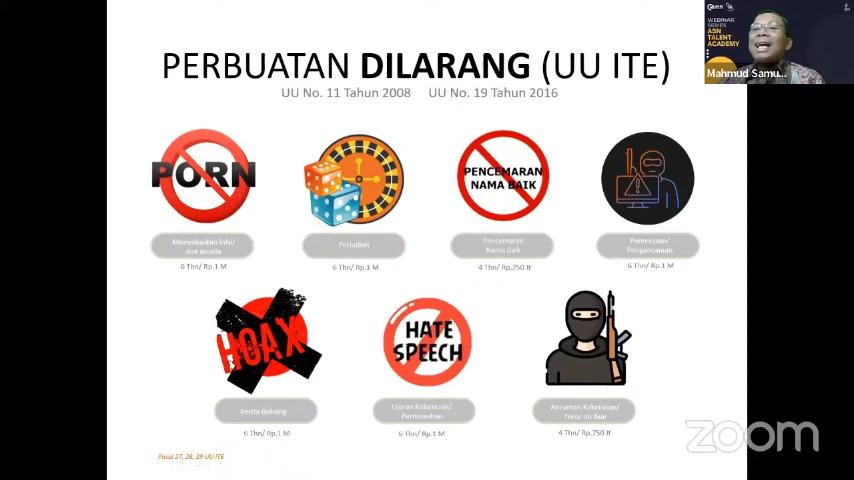 WEBINAR
SERIES
ASN
TALENT
ACADEMY
Mahmud Samu...
PERBUATAN DILARANG (UU ITE)
UU No. 11 Tahun 2008 UU No. 19 Tahun 2016
PORN
PENCEMARAN
NAMA BAIK
Menyebarkan info/
dok asusila
Perjudian
Pencemaran
Nama Baik
Pemerasan/
Pengancaman
6 Thn/ Rp.1 M
6 Thn/ Rp.1 M
4 Thn/ Rp.750 Jt
6 Thn/ Rp.1 M
HOAX
HATE
SPEECH
Berita Bohong
Ujaran Kebencian/
Permusuhan
Ancaman Kekerasan/
Teror on-line
6 Thn/ Rp.1 M
6 Thn/ Rp.1 M
4 Thn/ Rp.750 Jt
Pasal 27, 28, 29 UU ITE
zoom